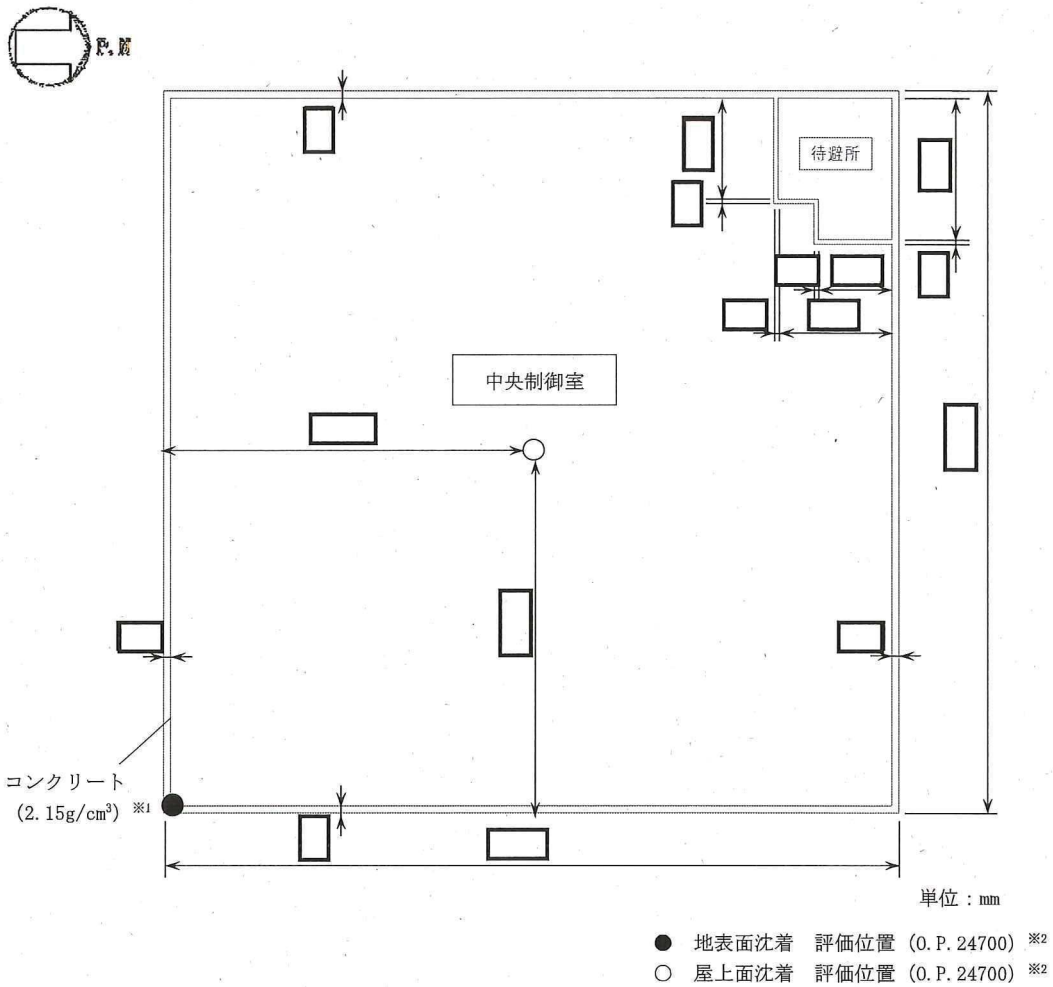 待避所
中央制御室
コンクリート
(2.15g/cm³) ※1
単位：mm
● 地表面沈着 評価位置 (O.P.24700) ※2
○ 屋上面沈着 評価位置 (O.P.24700) ※2